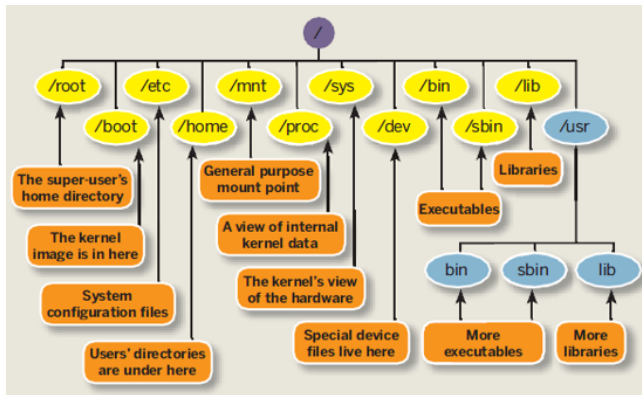 /
/root
/etc
/mnt
/sys
/bin
/lib
/boot
/home
/proc
/dev
/sbin
/usr
The super-user's
home directory
General purpose
mount point
Libraries
Executables
The kernel
image is in here
A view of internal
kernel data
bin
sbin
lib
System
configuration files
The kernel's view
of the hardware
Users' directories
are under here
Special device
files live here
More
executables
More
libraries